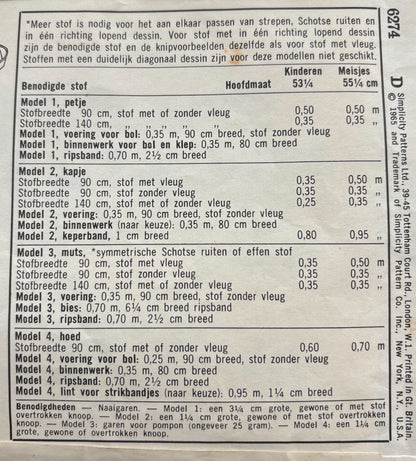 *Meer stof is nodig voor het aan elkaar passen van strepen, Schotse ruiten en
in één richting lopend dessin. Voor stof met in één richting lopend dessin
zijn de benodigde stof en de knipvoorbeelden dezelfde als voor stof met vleug.
Stoffen met een duidelijk diagonaal dessin zijn voor deze modellen niet geschikt.
Kinderen Meisjes
Benodigde stof Hoofdmaat 53¼ 55¼ cm
Model 1, petje
Stofbreedte 90 cm, stof met of zonder vleug 0,50 0,50 m
Stofbreedte 140 cm, „ „ „ „ „ 0,35 0,35 „
Model 1, voering voor bol: 0,35 m, 90 cm breed, stof zonder vleug
Model 1, binnenwerk voor bol en klep: 0,35 m, 80 cm breed
Model 1, ripsband: 0,70 m, 2½ cm breed
Model 2, kapje
Stofbreedte 90 cm, stof met vleug 0,35 0,50 m
Stofbreedte 90 cm, stof zonder vleug 0,35 0,35 „
Stofbreedte 140 cm, stof met of zonder vleug 0,25 0,35 „
Model 2, voering: 0,35 m, 90 cm breed, stof zonder vleug
Model 2, binnenwerk (naar keuze): 0,35 m, 80 cm breed
Model 2, keperband, 1 cm breed 0,80 0,95 „
Model 3, muts, *symmetrische Schotse ruiten of effen stof
Stofbreedte 90 cm, stof met vleug 0,35 0,50 m
Stofbreedte 90 cm, stof zonder vleug 0,35 0,35 „
Stofbreedte 140 cm, stof met of zonder vleug 0,35 0,35 „
Model 3, voering: 0,35 m, 90 cm breed, stof zonder vleug
Model 3, bies: 0,70 m, 6¼ cm breed ripsband
Model 3, ripsband: 0,70 m, 2½ cm breed
Model 4, hoed
Stofbreedte 90 cm, stof met of zonder vleug 0,60 0,70 m
Model 4, voering voor bol: 0,25 m, 90 cm breed, stof zonder vleug
Model 4, binnenwerk: 0,35 m, 80 cm breed
Model 4, ripsband: 0,70 m, 2½ cm breed
Model 4, lint voor strikbandjes (naar keuze): 0,95 m, 1¼ cm breed
Benodigdheden — Naaigaren. — Model 1: een 3¼ cm grote, gewone of met stof
overtrokken knoop. — Model 2: een 1¼ cm grote, gewone of met stof overtrokken
knoop. — Model 3: garen voor pompon (ongeveer 25 gram). — Model 4: een 1¼ cm
grote, gewone of overtrokken knoop.
6274 D
Simplicity Patterns Ltd., 39-45 Tottenham Court Rd., London, W.1. Printed in Gt. Britain.
© 1965 and Trademark of Simplicity Pattern Co. Inc., New York, N.Y., U.S.A.